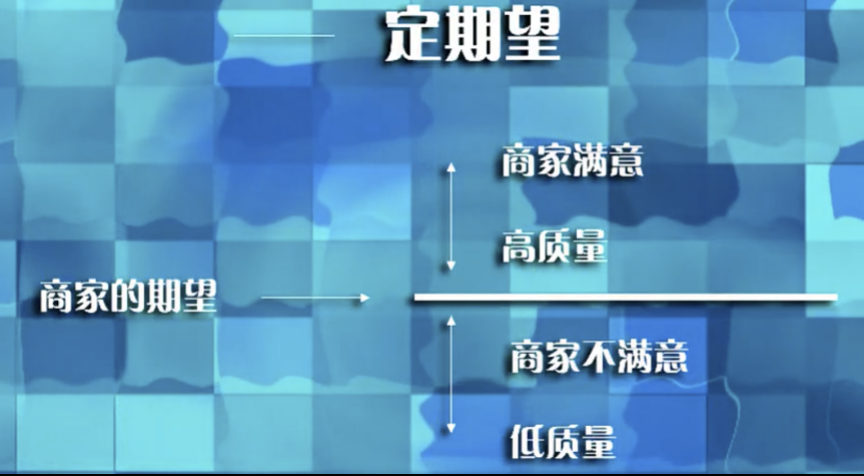 定期望
商家满意
高质量
商家的期望
商家不满意
低质量